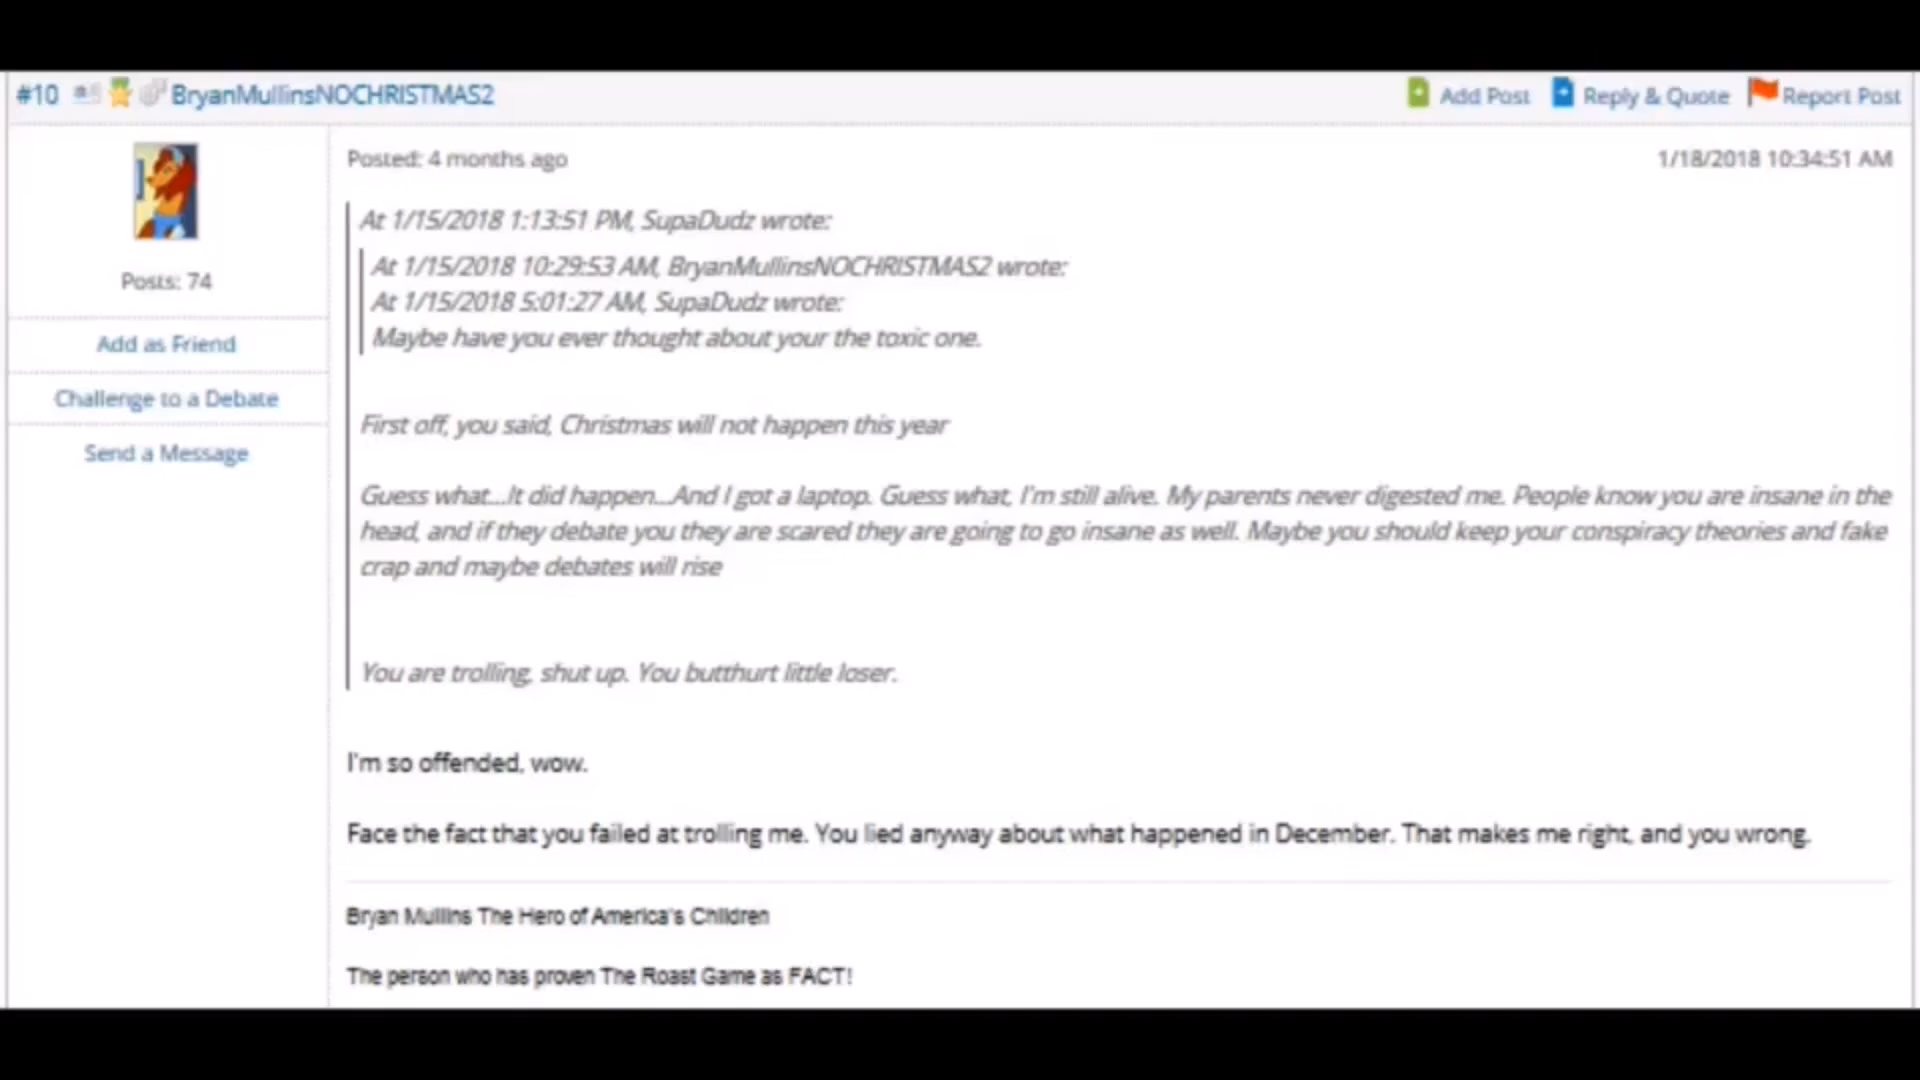 #10 BryanMullinsNOCHRISTMAS2
Add Post Reply & Quote Report Post
Posts: 74
Add as Friend
Challenge to a Debate
Send a Message
Posted: 4 months ago 1/18/2018 10:34:51 AM
At 1/15/2018 1:13:51 PM, SupaDudz wrote:
At 1/15/2018 10:29:53 AM, BryanMullinsNOCHRISTMAS2 wrote:
At 1/15/2018 5:01:27 AM, SupaDudz wrote:
Maybe have you ever thought about your the toxic one.
First off, you said, Christmas will not happen this year
Guess what...It did happen...And I got a laptop. Guess what, I'm still alive. My parents never digested me. People know you are insane in the
head, and if they debate you they are scared they are going to go insane as well. Maybe you should keep your conspiracy theories and fake
crap and maybe debates will rise
You are trolling, shut up. You butthurt little loser.
I'm so offended, wow.
Face the fact that you failed at trolling me. You lied anyway about what happened in December. That makes me right, and you wrong.
Bryan Mullins The Hero of America's Children
The person who has proven The Roast Game as FACT!